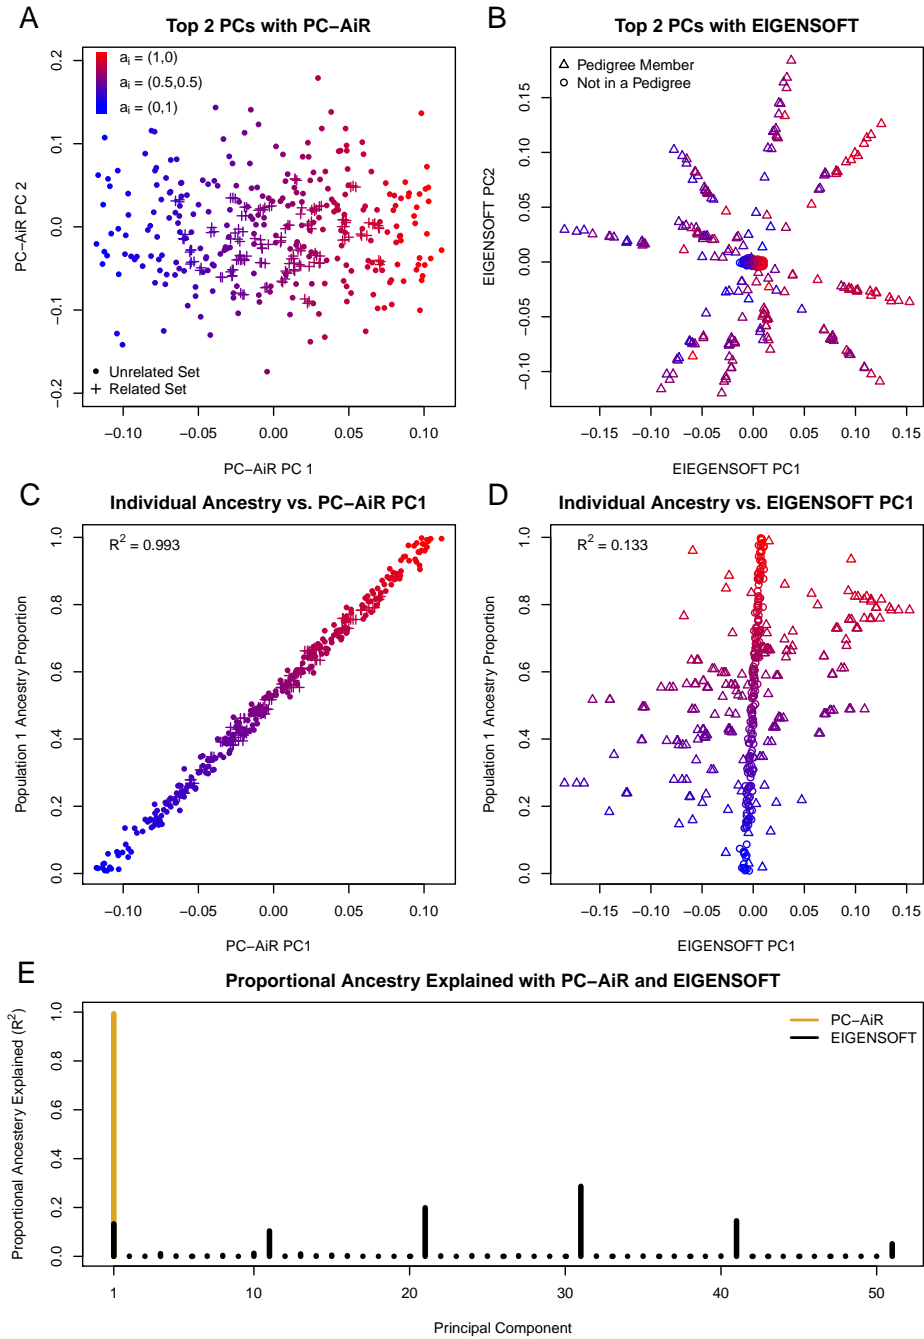 A
Top 2 PCs with PC−AiR
ai = (1,0)
ai = (0.5,0.5)
ai = (0,1)
Unrelated Set
Related Set
0.2
0.1
0.0
−0.1
−0.2
PC−AiR PC 2
−0.10 −0.05 0.00 0.05 0.10
PC−AiR PC 1
B
Top 2 PCs with EIGENSOFT
Pedigree Member
Not in a Pedigree
0.15
0.10
0.05
0.00
−0.05
−0.10
EIGENSOFT PC2
−0.15 −0.10 −0.05 0.00 0.05 0.10 0.15
EIEGENSOFT PC1
C
Individual Ancestry vs. PC−AiR PC1
R2 = 0.993
1.0
0.8
0.6
0.4
0.2
0.0
Population 1 Ancestry Proportion
−0.10 −0.05 0.00 0.05 0.10
PC−AiR PC1
D
Individual Ancestry vs. EIGENSOFT PC1
R2 = 0.133
1.0
0.8
0.6
0.4
0.2
0.0
Population 1 Ancestry Proportion
−0.15 −0.10 −0.05 0.00 0.05 0.10 0.15
EIGENSOFT PC1
E
Proportional Ancestry Explained with PC−AiR and EIGENSOFT
PC−AiR
EIGENSOFT
1.0
0.8
0.6
0.4
0.2
0.0
Proportional Ancestery Explained (R2)
1 10 20 30 40 50
Principal Component